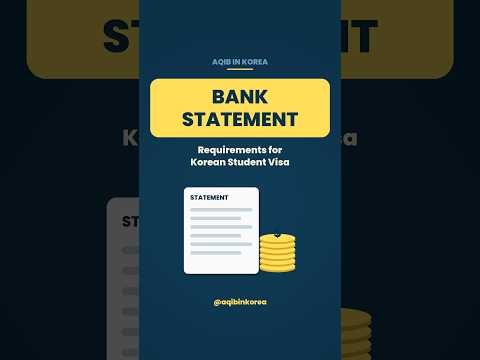 AQIB IN KOREA
BANK
STATEMENT
Requirements for
Korean Student Visa
STATEMENT
@aqibinkorea